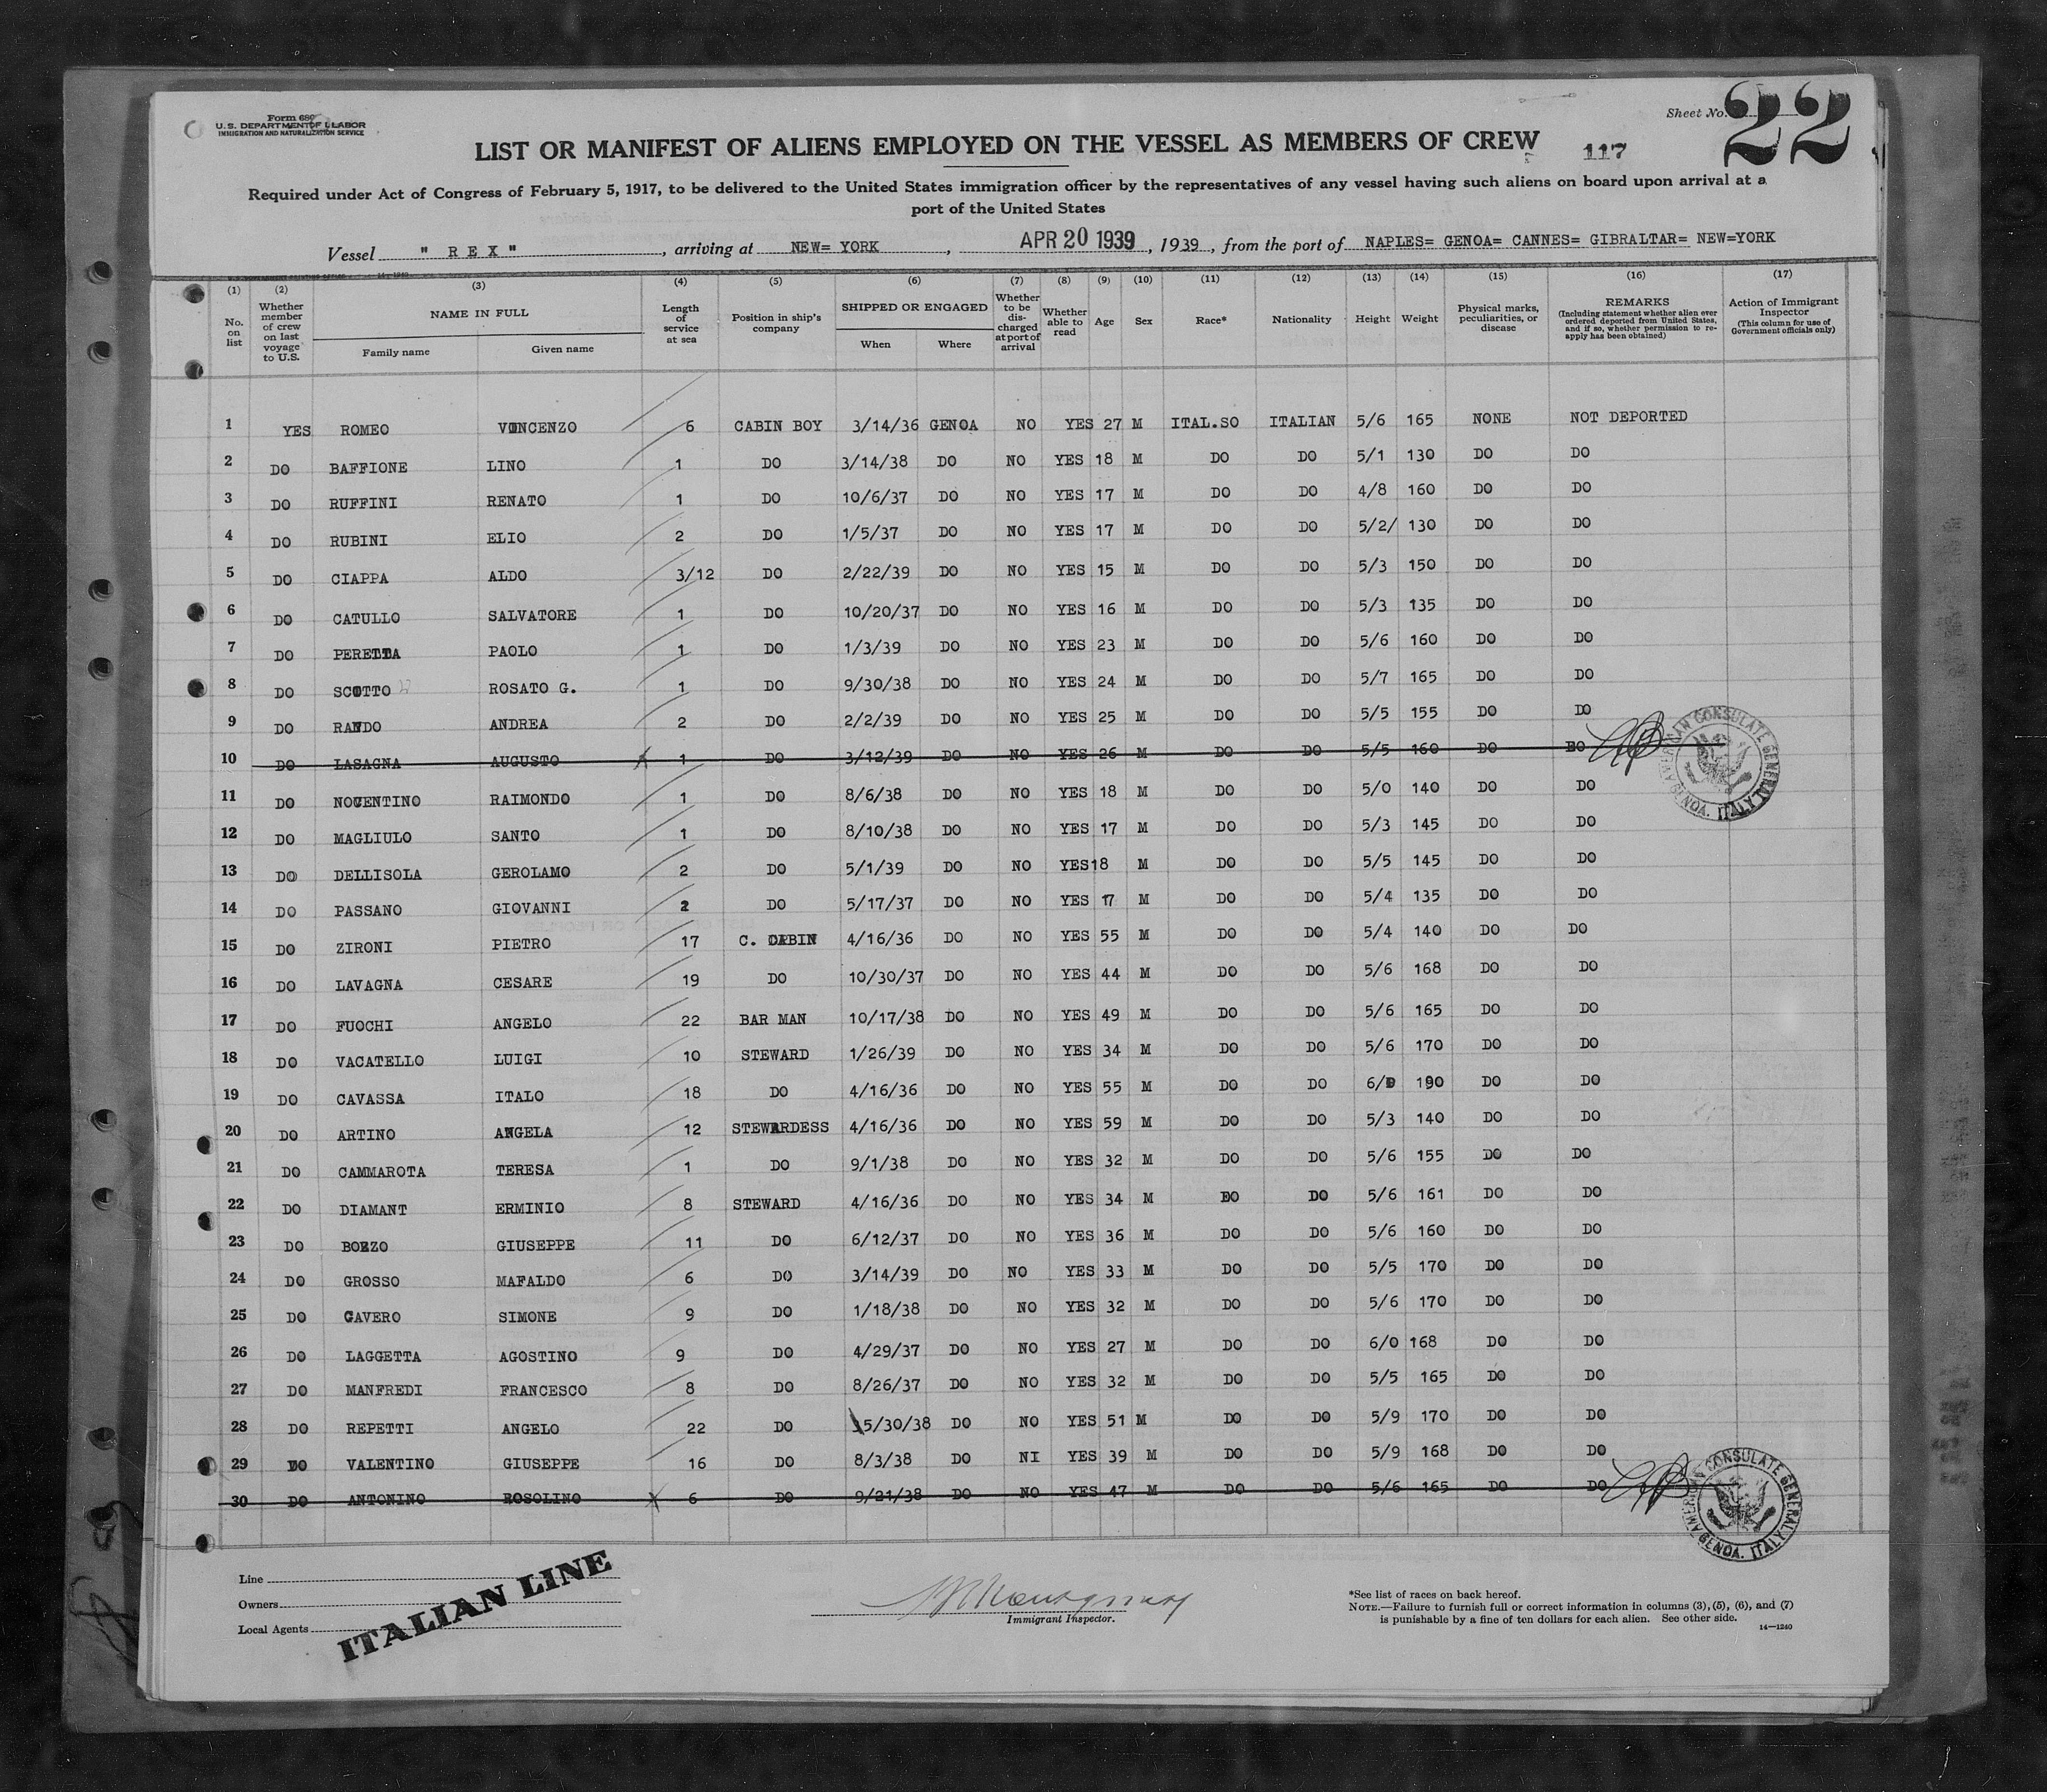 Form 680
U. S. DEPARTMENT OF LABOR
IMMIGRATION AND NATURALIZATION SERVICE
Sheet No. 22
LIST OR MANIFEST OF ALIENS EMPLOYED ON THE VESSEL AS MEMBERS OF CREW 117
Required under Act of Congress of February 5, 1917, to be delivered to the United States immigration officer by the representatives of any vessel having such aliens on board upon arrival at a
port of the United States
Vessel " R E X " , arriving at NEW= YORK , APR 20 1939 , 1939 , from the port of NAPLES= GENOA= CANNES= GIBRALTAR= NEW=YORK
(1) (2) (3) (4) (5) (6) (7) (8) (9) (10) (11) (12) (13) (14) (15) (16) (17)
No. on list
Whether member of crew on last voyage to U.S.
NAME IN FULL
Family name
Given name
Length of service at sea
Position in ship's company
SHIPPED OR ENGAGED
When
Where
Whether to be discharged at port of arrival
Whether able to read
Age
Sex
Race*
Nationality
Height
Weight
Physical marks, peculiarities, or disease
REMARKS
(Including statement whether alien ever ordered deported from United States, and if so, whether permission to reapply has been obtained)
Action of Immigrant Inspector
(This column for use of Government officials only)
1 YES ROMEO VINCENZO 6 CABIN BOY 3/14/36 GENOA NO YES 27 M ITAL.SO ITALIAN 5/6 165 NONE NOT DEPORTED
2 DO BAFFIONE LINO 1 DO 3/14/38 DO NO YES 18 M DO DO 5/1 130 DO DO
3 DO RUFFINI RENATO 1 DO 10/6/37 DO NO YES 17 M DO DO 4/8 160 DO DO
4 DO RUBINI ELIO 2 DO 1/5/37 DO NO YES 17 M DO DO 5/2/ 130 DO DO
5 DO CIAPPA ALDO 3/12 DO 2/22/39 DO NO YES 15 M DO DO 5/3 150 DO DO
6 DO CATULLO SALVATORE 1 DO 10/20/37 DO NO YES 16 M DO DO 5/3 135 DO DO
7 DO PERETTA PAOLO 1 DO 1/3/39 DO NO YES 23 M DO DO 5/6 160 DO DO
8 DO SCOTTO ROSATO G. 1 DO 9/30/38 DO NO YES 24 M DO DO 5/7 165 DO DO
9 DO RANDO ANDREA 2 DO 2/2/39 DO NO YES 25 M DO DO 5/5 155 DO DO
10 DO LASAGNA AUGUSTO 1 DO 3/12/39 DO NO YES 26 M DO DO 5/5 160 DO DO
AMERICAN CONSULATE GENERAL GENOA. ITALY
11 DO NOVENTINO RAIMONDO 1 DO 8/6/38 DO NO YES 18 M DO DO 5/0 140 DO DO
12 DO MAGLIULO SANTO 1 DO 8/10/38 DO NO YES 17 M DO DO 5/3 145 DO DO
13 DO DELLISOLA GEROLAMO 2 DO 5/1/39 DO NO YES 18 M DO DO 5/5 145 DO DO
14 DO PASSANO GIOVANNI 2 DO 5/17/37 DO NO YES 17 M DO DO 5/4 135 DO DO
15 DO ZIRONI PIETRO 17 C. CABIN 4/16/36 DO NO YES 55 M DO DO 5/4 140 DO DO
16 DO LAVAGNA CESARE 19 DO 10/30/37 DO NO YES 44 M DO DO 5/6 168 DO DO
17 DO FUOCHI ANGELO 22 BAR MAN 10/17/38 DO NO YES 49 M DO DO 5/6 165 DO DO
18 DO VACATELLO LUIGI 10 STEWARD 1/26/39 DO NO YES 34 M DO DO 5/6 170 DO DO
19 DO CAVASSA ITALO 18 DO 4/16/36 DO NO YES 55 M DO DO 6/0 190 DO DO
20 DO ARTINO ANGELA 12 STEWARDESS 4/16/36 DO NO YES 59 M DO DO 5/3 140 DO DO
21 DO CAMMAROTA TERESA 1 DO 9/1/38 DO NO YES 32 M DO DO 5/6 155 DO DO
22 DO DIAMANT ERMINIO 8 STEWARD 4/16/36 DO NO YES 34 M DO DO 5/6 161 DO DO
23 DO BOZZO GIUSEPPE 11 DO 6/12/37 DO NO YES 36 M DO DO 5/6 160 DO DO
24 DO GROSSO MAFALDO 6 DO 3/14/39 DO NO YES 33 M DO DO 5/5 170 DO DO
25 DO GAVERO SIMONE 9 DO 1/18/38 DO NO YES 32 M DO DO 5/6 170 DO DO
26 DO LAGGETTA AGOSTINO 9 DO 4/29/37 DO NO YES 27 M DO DO 6/0 168 DO DO
27 DO MANFREDI FRANCESCO 8 DO 8/26/37 DO NO YES 32 M DO DO 5/5 165 DO DO
28 DO REPETTI ANGELO 22 DO 5/30/38 DO NO YES 51 M DO DO 5/9 170 DO DO
29 DO VALENTINO GIUSEPPE 16 DO 8/3/38 DO NI YES 39 M DO DO 5/9 168 DO DO
30 DO ANTONINO ROSOLINO 6 DO 9/21/38 DO NO YES 47 M DO DO 5/6 165 DO DO
AMERICAN CONSULATE GENERAL GENOA. ITALY
Line
Owners
Local Agents
ITALIAN LINE
Immigrant Inspector.
*See list of races on back hereof.
NOTE.—Failure to furnish full or correct information in columns (3), (5), (6), and (7)
is punishable by a fine of ten dollars for each alien. See other side.
14—1240